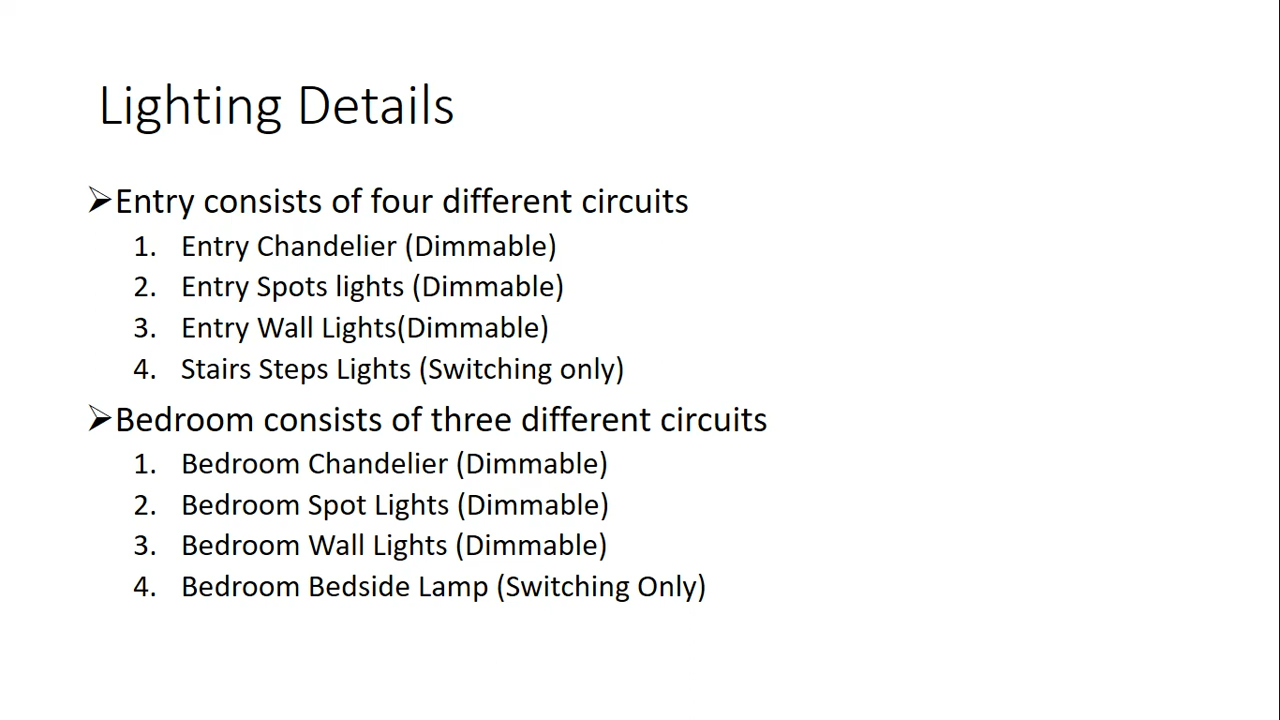 Lighting Details
➢Entry consists of four different circuits
1. Entry Chandelier (Dimmable)
2. Entry Spots lights (Dimmable)
3. Entry Wall Lights(Dimmable)
4. Stairs Steps Lights (Switching only)
➢Bedroom consists of three different circuits
1. Bedroom Chandelier (Dimmable)
2. Bedroom Spot Lights (Dimmable)
3. Bedroom Wall Lights (Dimmable)
4. Bedroom Bedside Lamp (Switching Only)